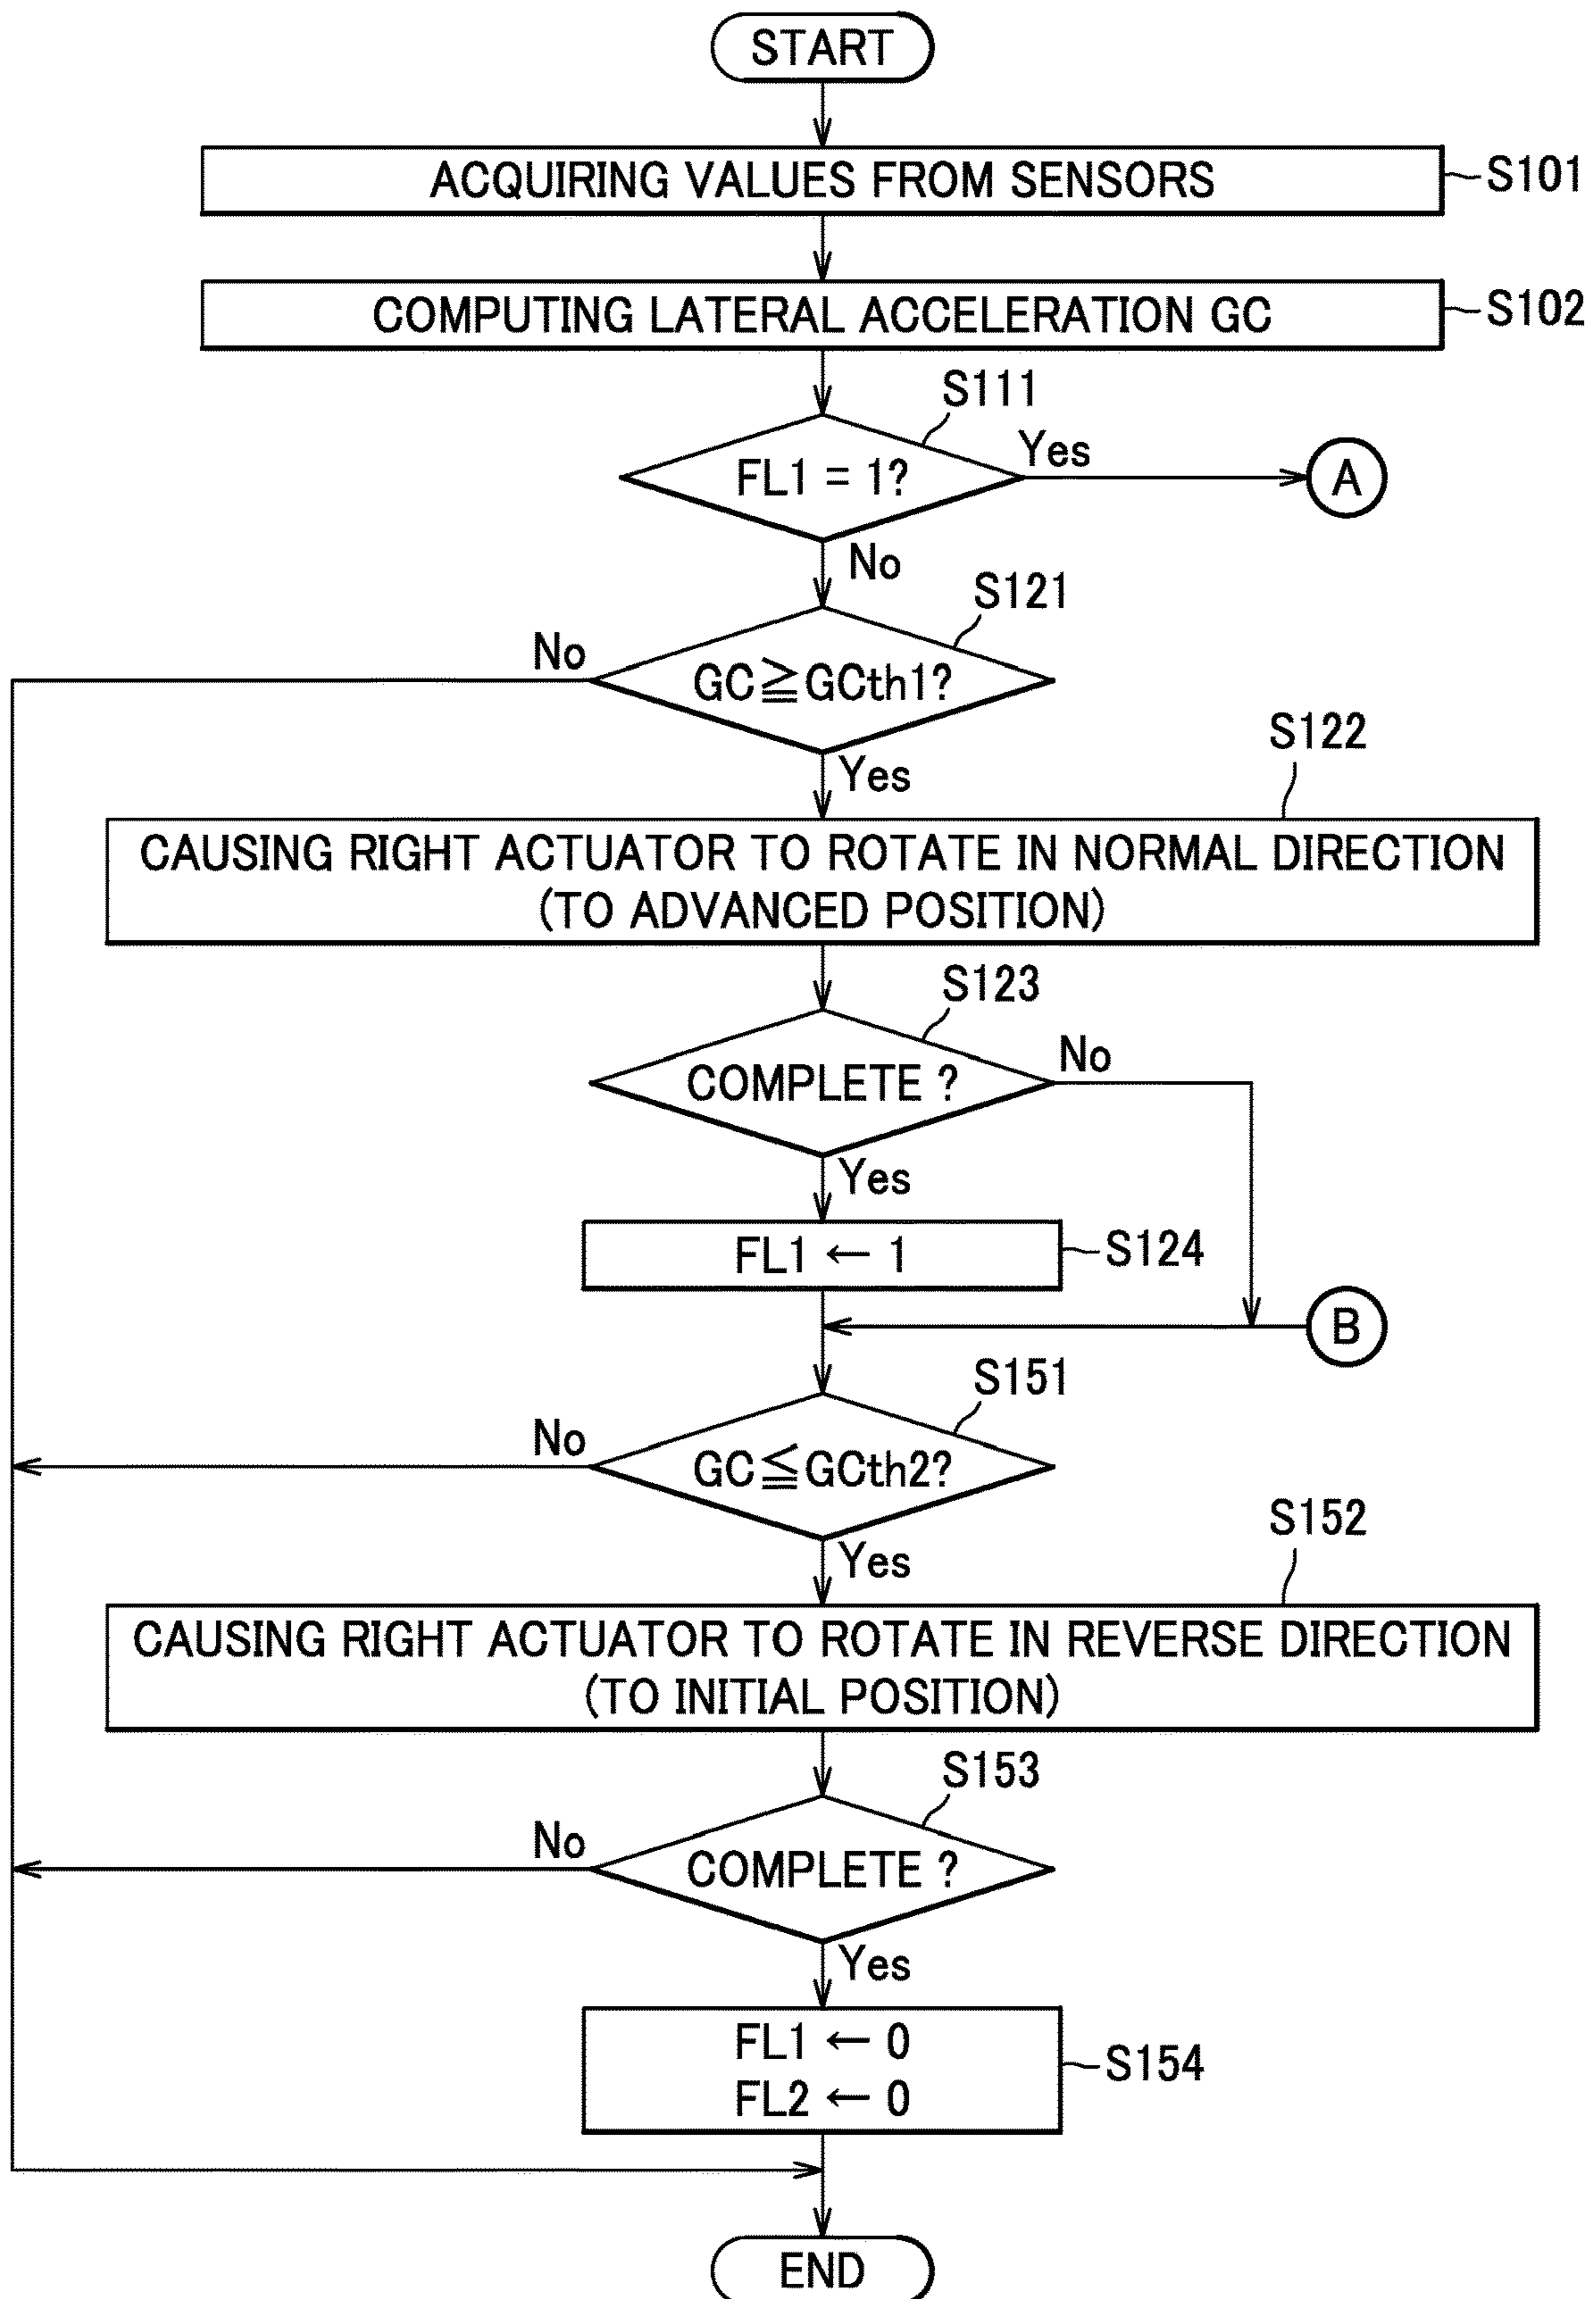 START
ACQUIRING VALUES FROM SENSORS
S101
COMPUTING LATERAL ACCELERATION GC
S102
S111
FL1 = 1?
Yes
A
No
S121
No
GC≧GCth1?
Yes
S122
CAUSING RIGHT ACTUATOR TO ROTATE IN NORMAL DIRECTION
(TO ADVANCED POSITION)
S123
COMPLETE ?
No
Yes
FL1 ← 1
S124
B
S151
No
GC≦GCth2?
Yes
S152
CAUSING RIGHT ACTUATOR TO ROTATE IN REVERSE DIRECTION
(TO INITIAL POSITION)
S153
No
COMPLETE ?
Yes
FL1 ← 0
FL2 ← 0
S154
END